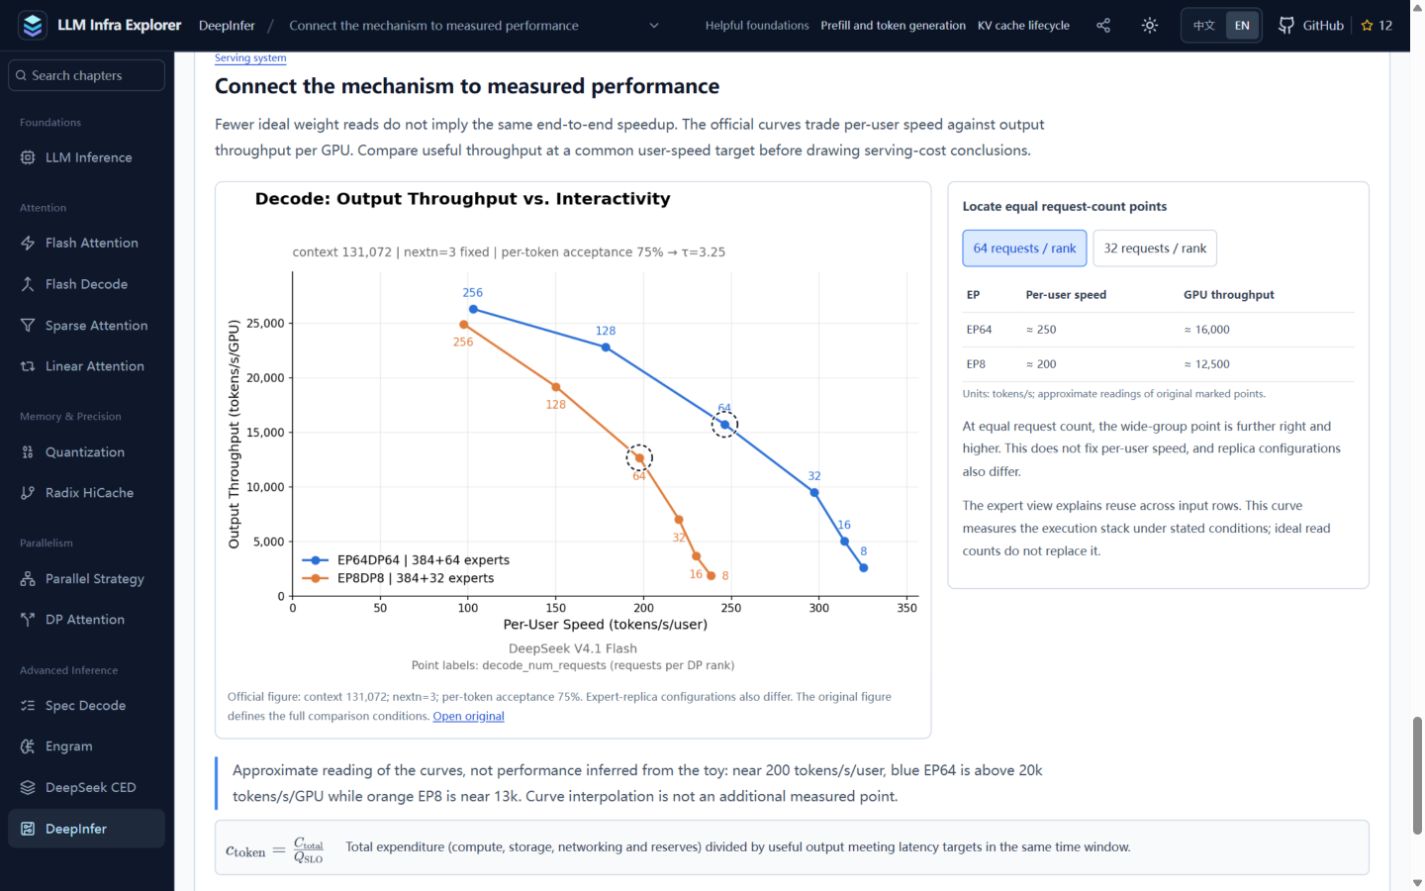 LLM Infra Explorer
DeepInfer / Connect the mechanism to measured performance
Helpful foundations Prefill and token generation KV cache lifecycle
中文 EN GitHub 12
Search chapters
Foundations
LLM Inference
Attention
Flash Attention
Flash Decode
Sparse Attention
Linear Attention
Memory & Precision
Quantization
Radix HiCache
Parallelism
Parallel Strategy
DP Attention
Advanced Inference
Spec Decode
Engram
DeepSeek CED
DeepInfer
Serving system
Connect the mechanism to measured performance
Fewer ideal weight reads do not imply the same end-to-end speedup. The official curves trade per-user speed against output
throughput per GPU. Compare useful throughput at a common user-speed target before drawing serving-cost conclusions.
Decode: Output Throughput vs. Interactivity
context 131,072 | nextn=3 fixed | per-token acceptance 75% → τ=3.25
Output Throughput (tokens/s/GPU)
25,000
20,000
15,000
10,000
5,000
0
256
128
64
32
16
8
256
128
64
32
16
8
EP64DP64 | 384+64 experts
EP8DP8 | 384+32 experts
0 50 100 150 200 250 300 350
Per-User Speed (tokens/s/user)
DeepSeek V4.1 Flash
Point labels: decode_num_requests (requests per DP rank)
Official figure: context 131,072; nextn=3; per-token acceptance 75%. Expert-replica configurations also differ. The original figure
defines the full comparison conditions. Open original
Locate equal request-count points
64 requests / rank 32 requests / rank
EP Per-user speed GPU throughput
EP64 ≈ 250 ≈ 16,000
EP8 ≈ 200 ≈ 12,500
Units: tokens/s; approximate readings of original marked points.
At equal request count, the wide-group point is further right and
higher. This does not fix per-user speed, and replica configurations
also differ.
The expert view explains reuse across input rows. This curve
measures the execution stack under stated conditions; ideal read
counts do not replace it.
Approximate reading of the curves, not performance inferred from the toy: near 200 tokens/s/user, blue EP64 is above 20k
tokens/s/GPU while orange EP8 is near 13k. Curve interpolation is not an additional measured point.
c_token = C_total / Q_SLO Total expenditure (compute, storage, networking and reserves) divided by useful output meeting latency targets in the same time window.